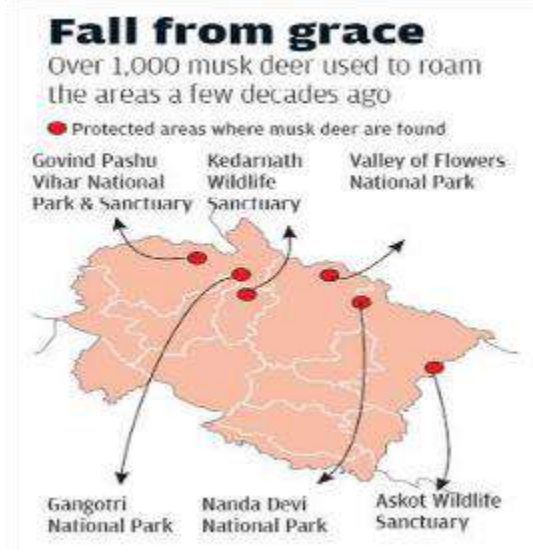 Fall from grace
Over 1,000 musk deer used to roam
the areas a few decades ago
Protected areas where musk deer are found
Govind Pashu
Vihar National
Park & Sanctuary
Kedarnath
Wildlife
Sanctuary
Valley of Flowers
National Park
Gangotri
National Park
Nanda Devi
National Park
Askot Wildlife
Sanctuary